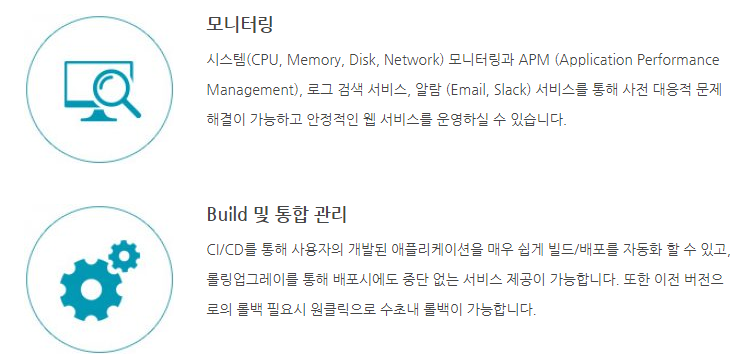 모니터링
시스템(CPU, Memory, Disk, Network) 모니터링과 APM (Application Performance
Management), 로그 검색 서비스, 알람 (Email, Slack) 서비스를 통해 사전 대응적 문제
해결이 가능하고 안정적인 웹 서비스를 운영하실 수 있습니다.
Build 및 통합 관리
CI/CD를 통해 사용자의 개발된 애플리케이션을 매우 쉽게 빌드/배포를 자동화 할 수 있고,
롤링업그레이를 통해 배포시에도 중단 없는 서비스 제공이 가능합니다. 또한 이전 버전으
로의 롤백 필요시 원클릭으로 수초내 롤백이 가능합니다.